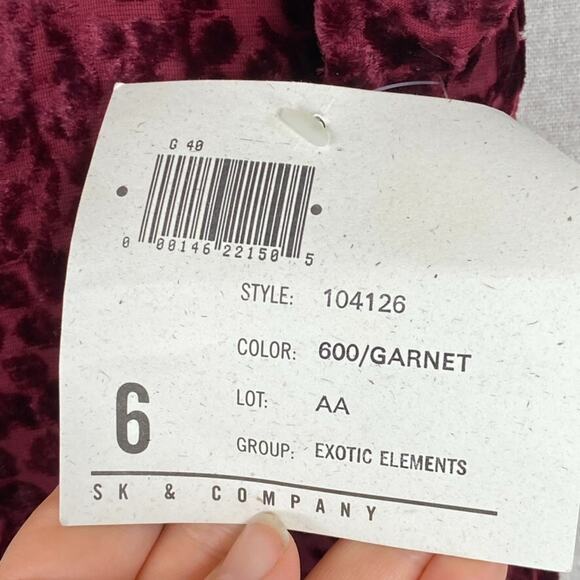 G 40
0 00146 22150 5
STYLE: 104126
COLOR: 600/GARNET
LOT: AA
6
GROUP: EXOTIC ELEMENTS
SK & COMPANY